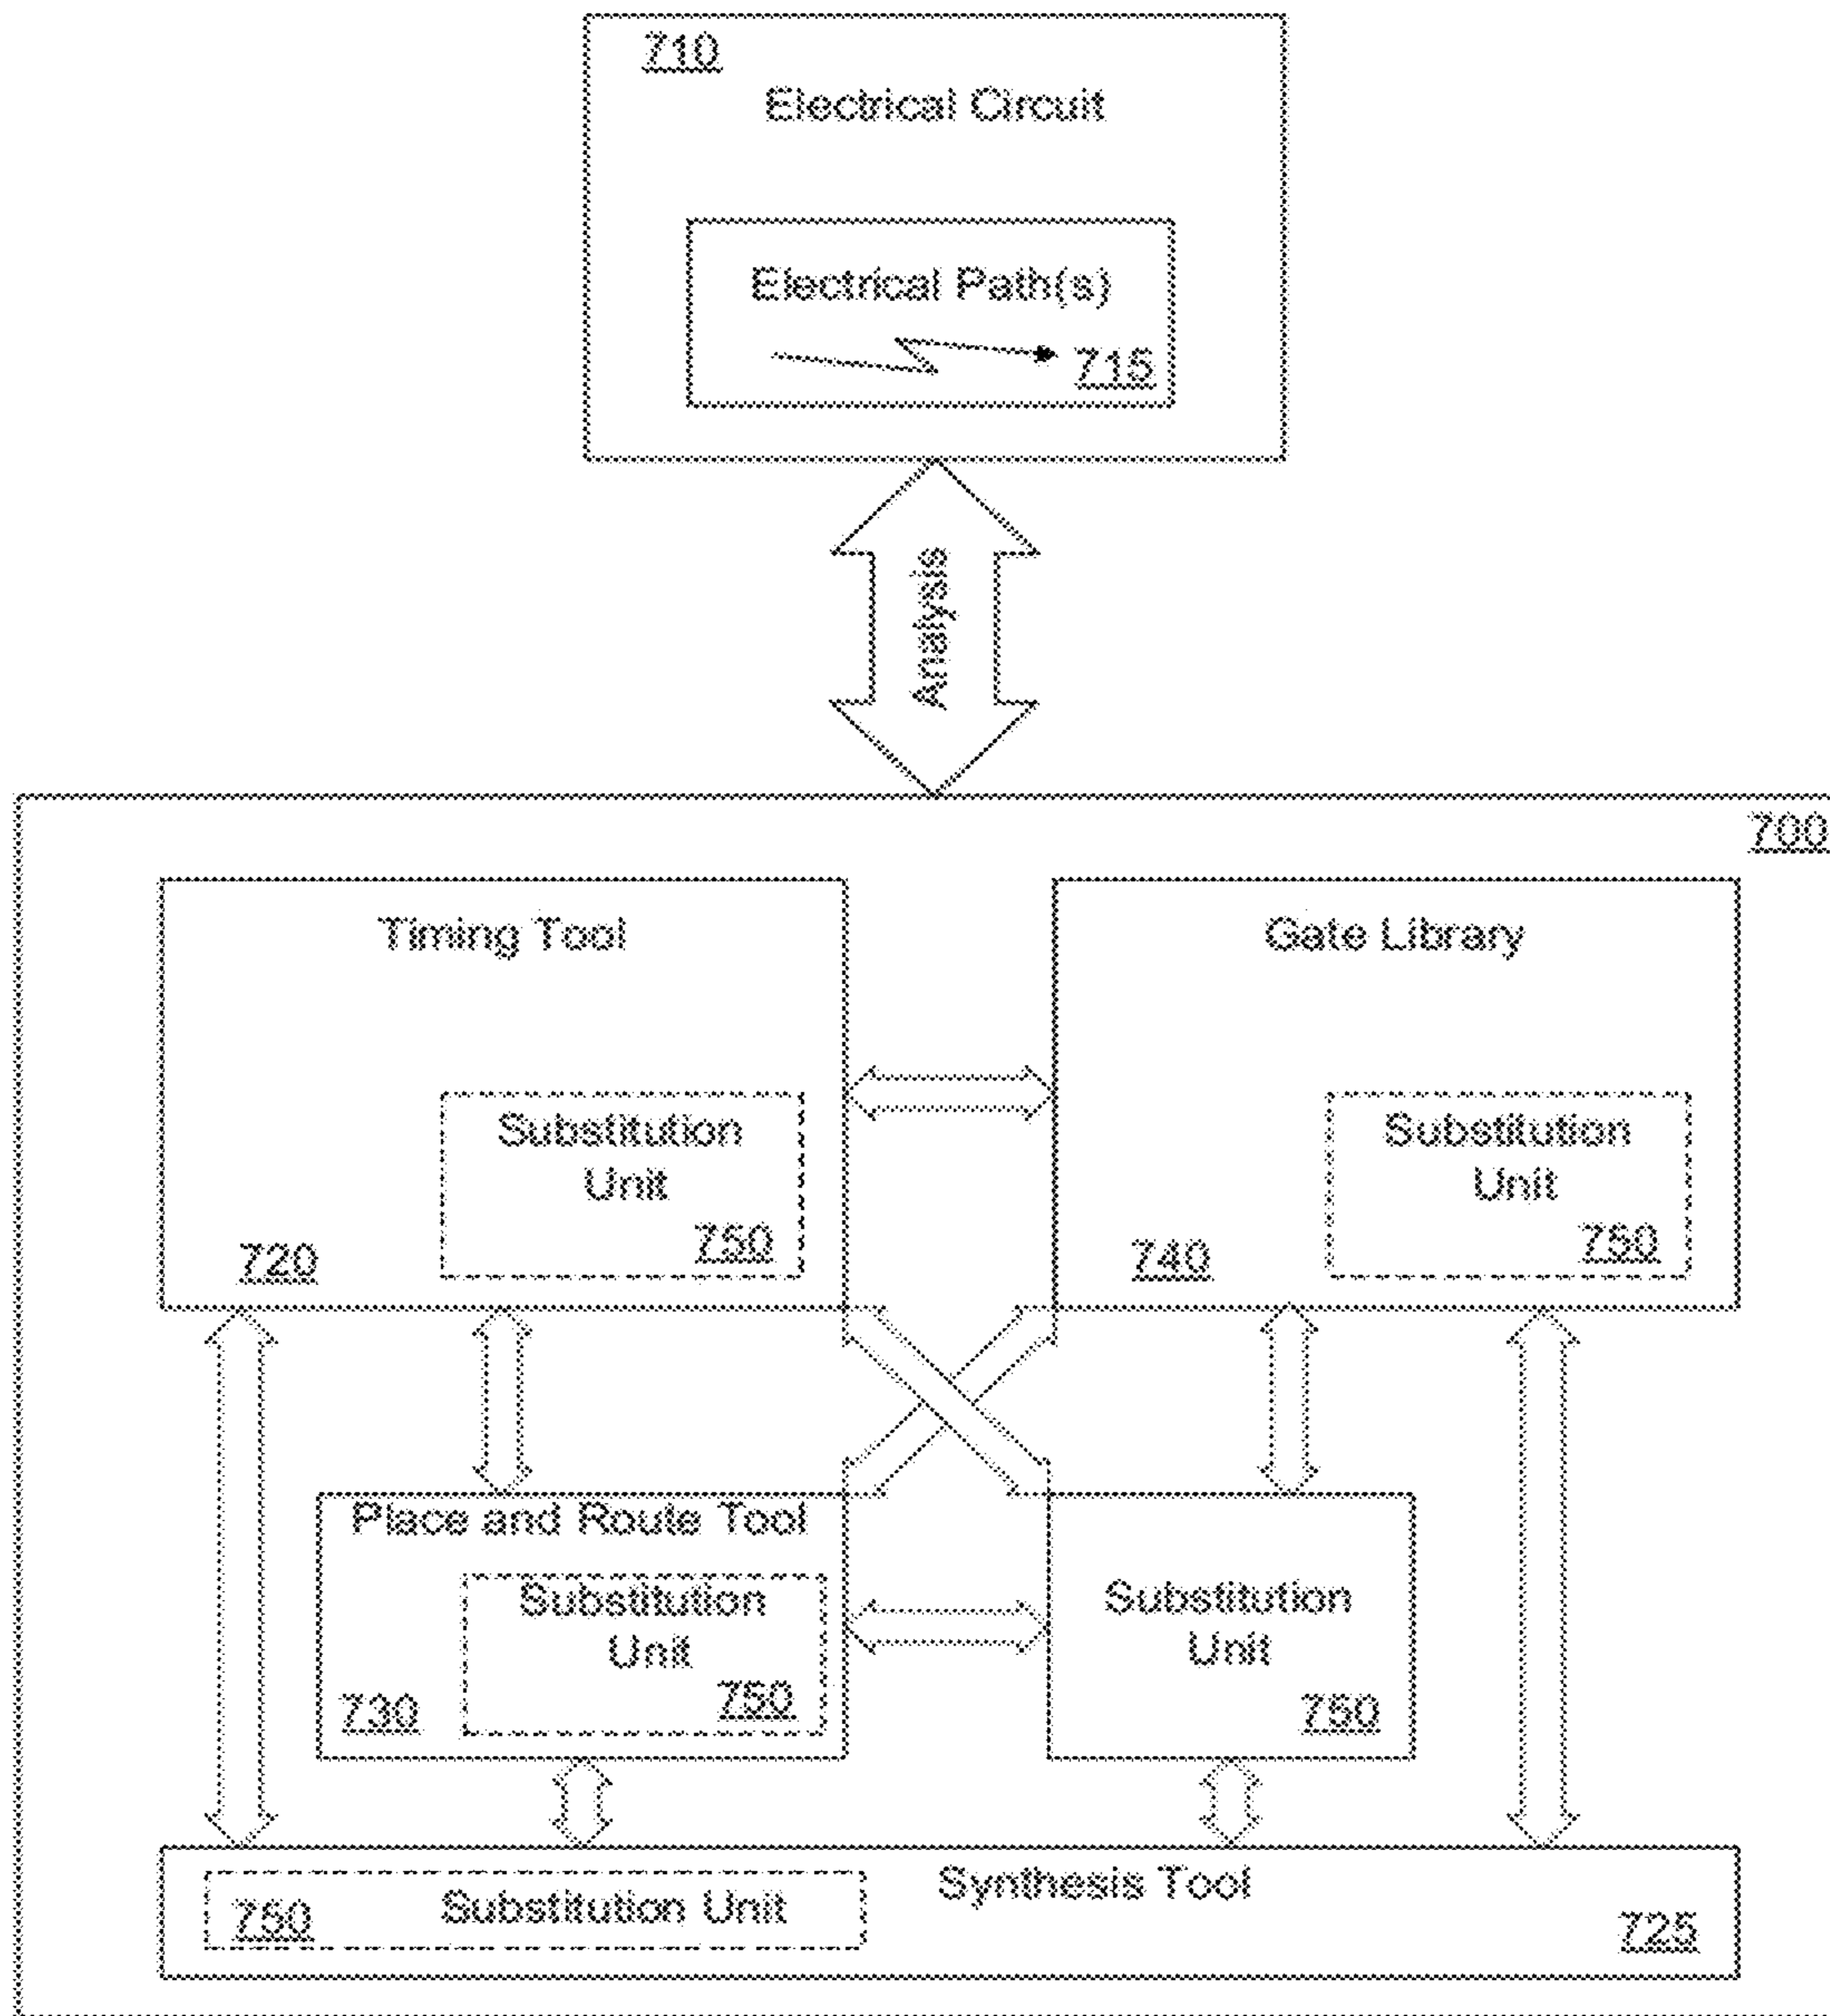 710
Electrical Circuit
Electrical Path(s)
715
Analysis
700
Timing Tool
Substitution
Unit
750
720
Gate Library
Substitution
Unit
750
740
Place and Route Tool
Substitution
Unit
750
730
Substitution
Unit
750
Synthesis Tool
750
Substitution Unit
725